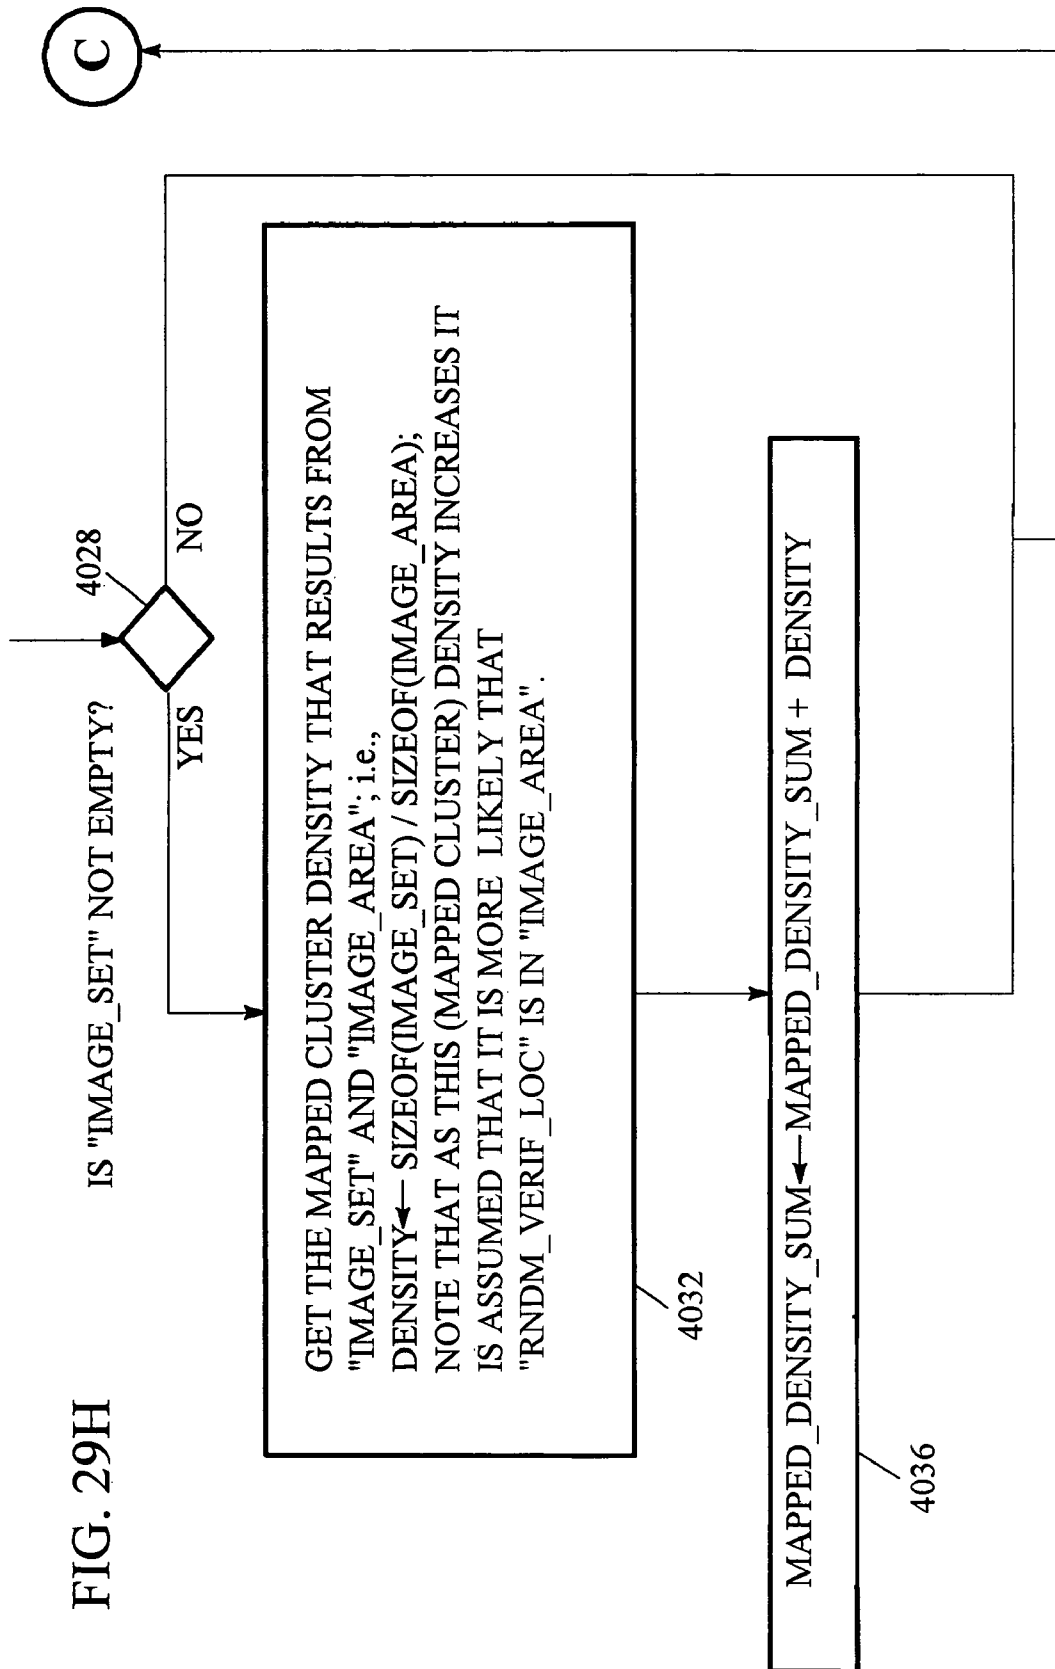 FIG. 29H
C
IS "IMAGE_SET" NOT EMPTY?
4028
YES
NO
GET THE MAPPED CLUSTER DENSITY THAT RESULTS FROM
"IMAGE_SET" AND "IMAGE_AREA"; i.e.,
DENSITY← SIZEOF(IMAGE_SET) / SIZEOF(IMAGE_AREA);
NOTE THAT AS THIS (MAPPED CLUSTER) DENSITY INCREASES IT
IS ASSUMED THAT IT IS MORE LIKELY THAT
"RNDM_VERIF_LOC" IS IN "IMAGE_AREA".
4032
MAPPED_DENSITY_SUM←MAPPED_DENSITY_SUM + DENSITY
4036